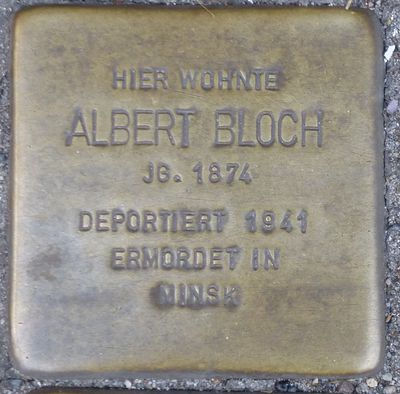 HIER WOHNTE
ALBERT BLOCH
JG. 1874
DEPORTIERT 1941
ERMORDET IN
MINSK